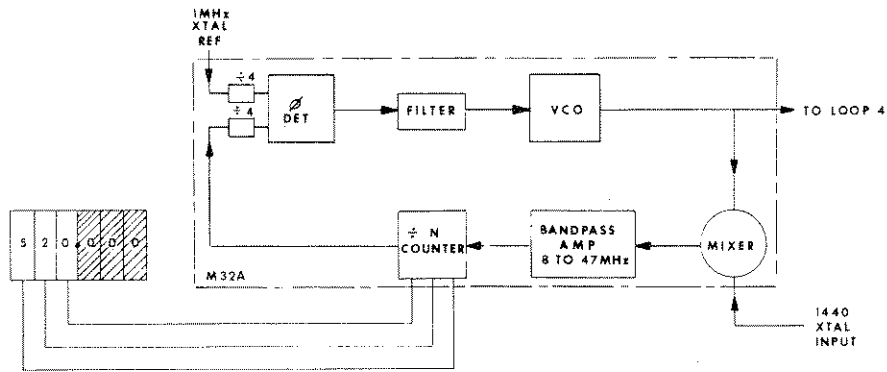 1MHz
XTAL
REF
÷4
÷4
Ø
DET
FILTER
VCO
TO LOOP 4
5 2 0.0 0 0
÷ N
COUNTER
BANDPASS
AMP
8 TO 47MHz
MIXER
M32A
1440
XTAL
INPUT